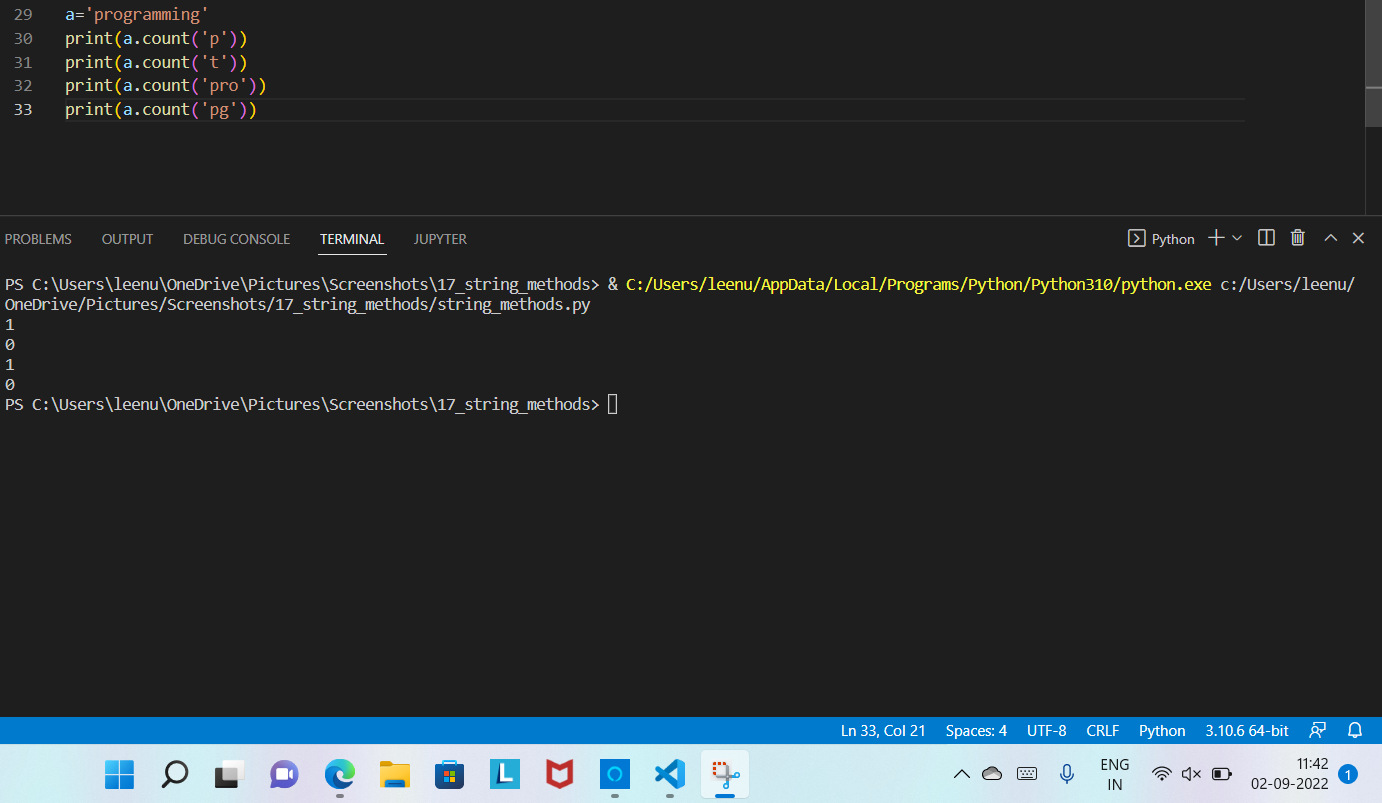 29 a='programming'
30 print(a.count('p'))
31 print(a.count('t'))
32 print(a.count('pro'))
33 print(a.count('pg'))
PROBLEMS OUTPUT DEBUG CONSOLE TERMINAL JUPYTER Python
PS C:\Users\leenu\OneDrive\Pictures\Screenshots\17_string_methods> & C:/Users/leenu/AppData/Local/Programs/Python/Python310/python.exe c:/Users/leenu/
OneDrive/Pictures/Screenshots/17_string_methods/string_methods.py
1
0
1
0
PS C:\Users\leenu\OneDrive\Pictures\Screenshots\17_string_methods>
Ln 33, Col 21 Spaces: 4 UTF-8 CRLF Python 3.10.6 64-bit
L
ENG
IN
11:42
02-09-2022
1